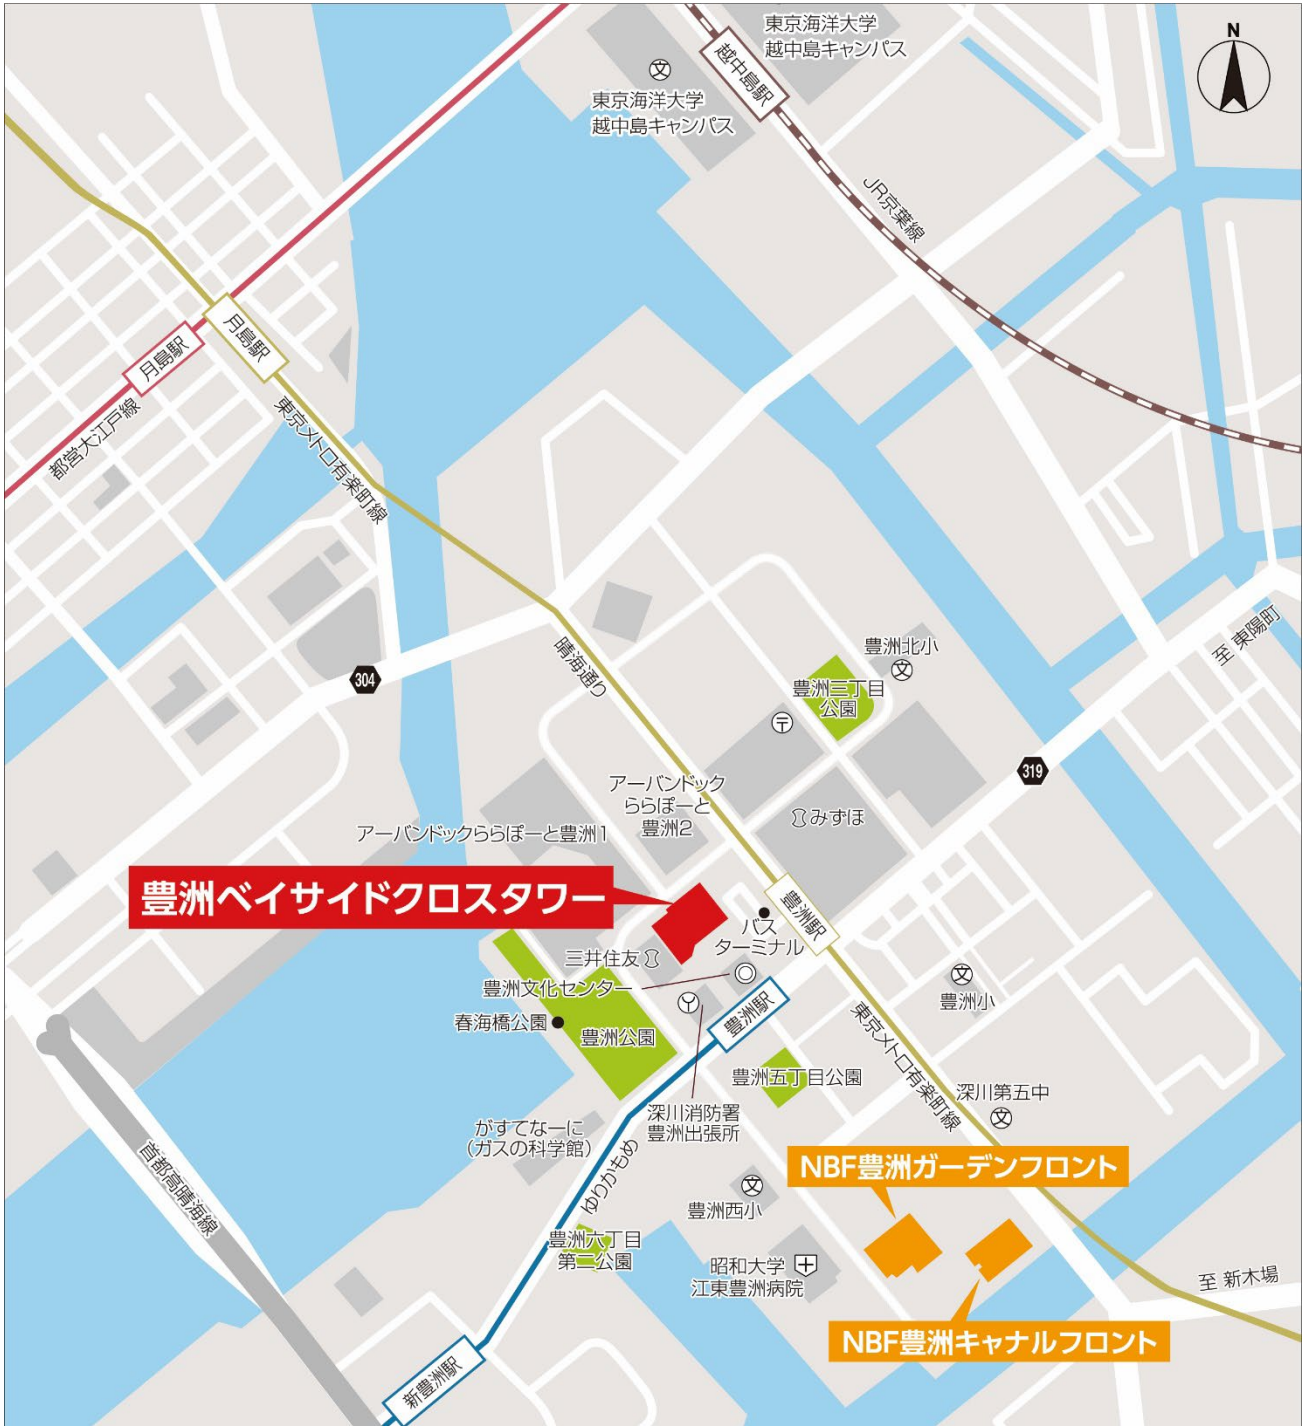 N
東京海洋大学
越中島キャンパス
東京海洋大学
越中島キャンパス
越中島駅
JR京葉線
月島駅
月島駅
都営大江戸線
東京メトロ有楽町線
304
晴海通り
豊洲北小
文
文
豊洲三丁目
公園
〒
至 東陽町
319
アーバンドック
ららぽーと
豊洲2
みずほ
アーバンドックららぽーと豊洲1
豊洲ベイサイドクロスタワー
豊洲駅
バス
ターミナル
三井住友
豊洲文化センター
文
豊洲小
春海橋公園
豊洲公園
豊洲駅
東京メトロ有楽町線
豊洲五丁目公園
深川第五中
文
深川消防署
豊洲出張所
がすてなーに
(ガスの科学館)
ゆりかもめ
首都高晴海線
NBF豊洲ガーデンフロント
文
豊洲西小
豊洲六丁目
第二公園
昭和大学
江東豊洲病院
至 新木場
NBF豊洲キャナルフロント
新豊洲駅